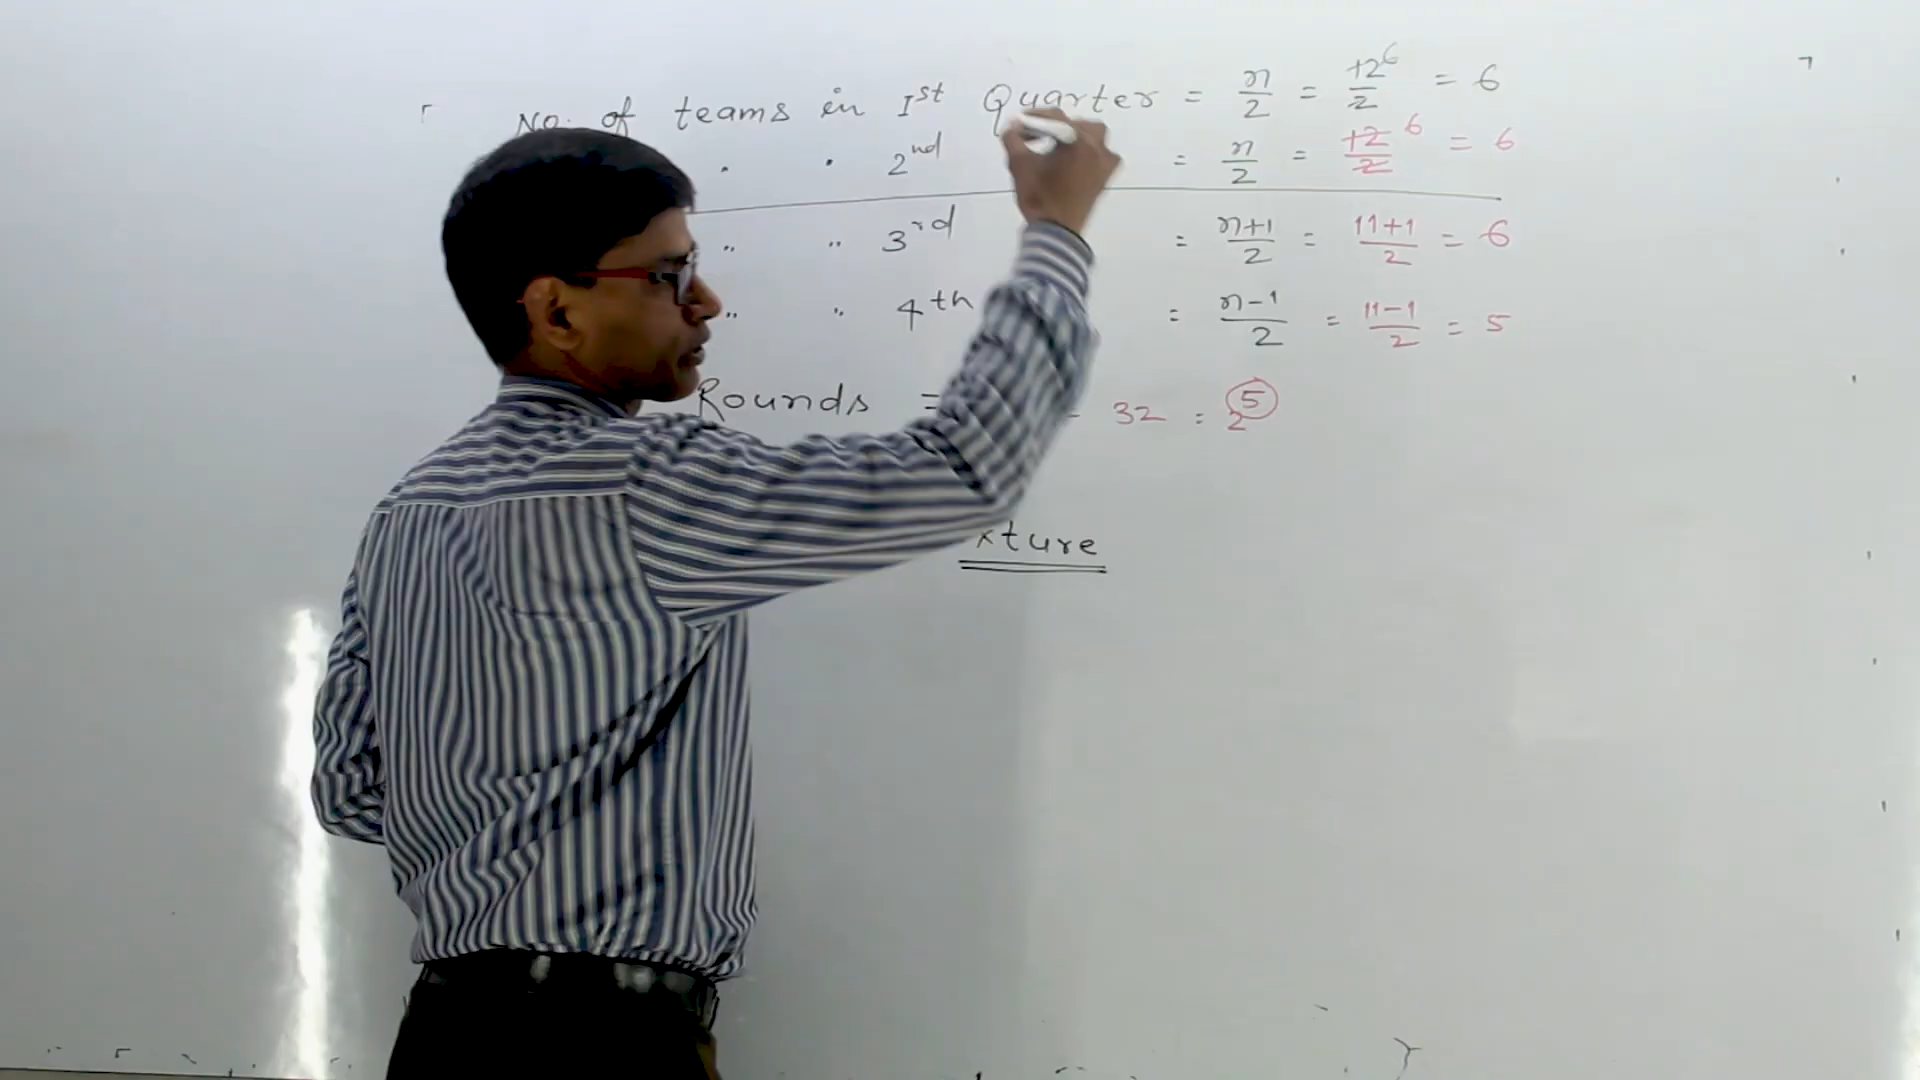 No. of teams in Ist Quarter = n/2 = 12/2 6 = 6
. . 2nd = n/2 = 12/2 6 = 6
" " 3rd = n+1/2 = 11+1/2 = 6
" " 4th = n-1/2 = 11-1/2 = 5
Rounds = 32 = 2^5
xture